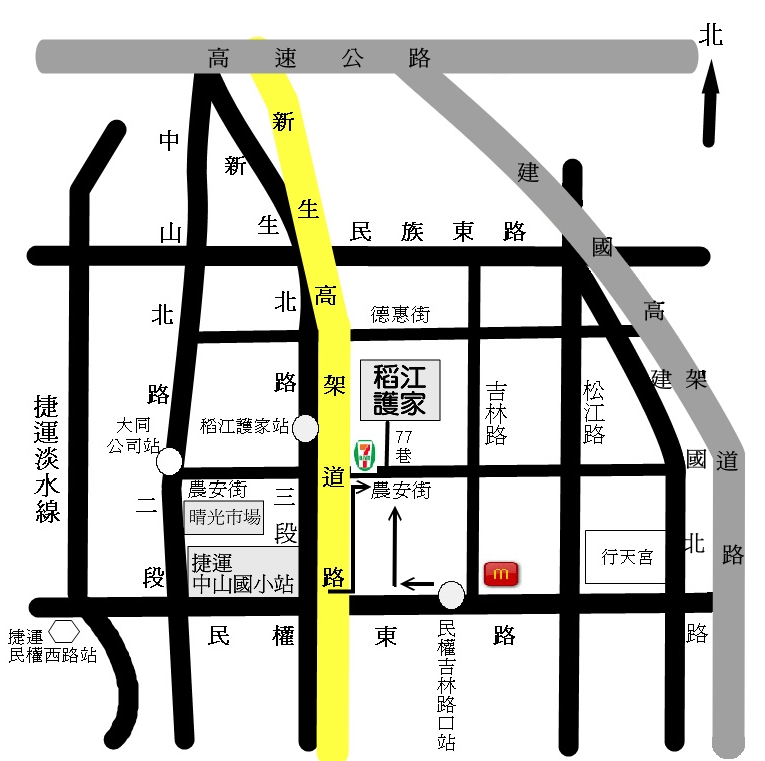 北
高速公路
新生高架道路
中山北路二段
新生北路三段
建國高架道路
民族東路
德惠街
稻江
護家
吉林路
松江路
建國北路
捷運淡水線
大同
公司站
稻江護家站
77
巷
7
農安街
農安街
晴光市場
捷運
中山國小站
行天宮
m
民權東路
捷運
民權西路站
民權吉林路口站